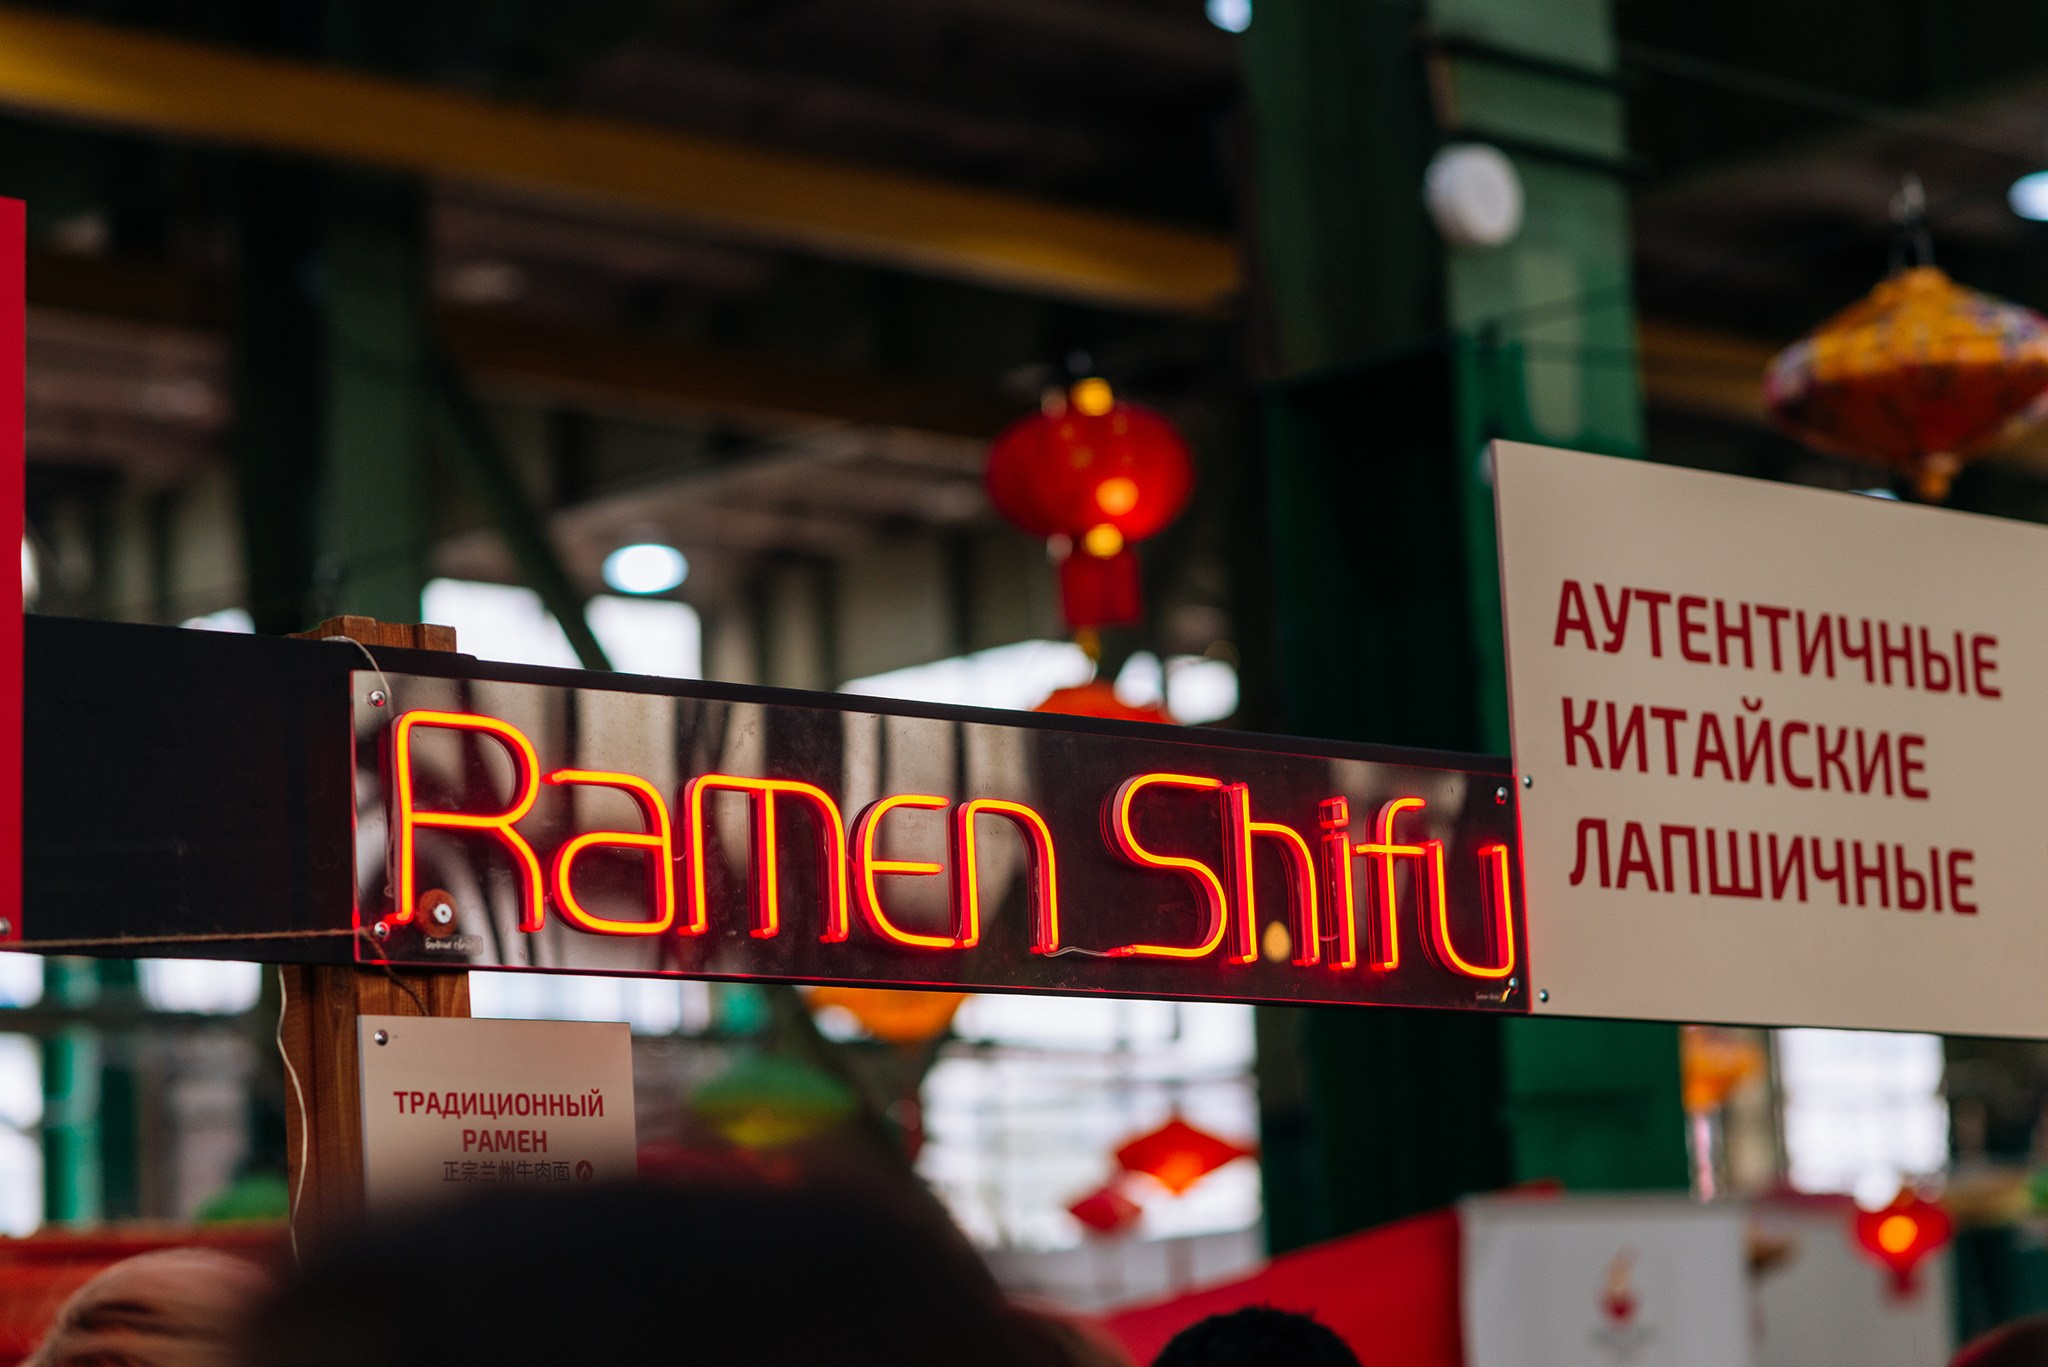 Ramen Shifu
АУТЕНТИЧНЫЕ
КИТАЙСКИЕ
ЛАПШИЧНЫЕ
ТРАДИЦИОННЫЙ
РАМЕН
正宗兰州牛肉面